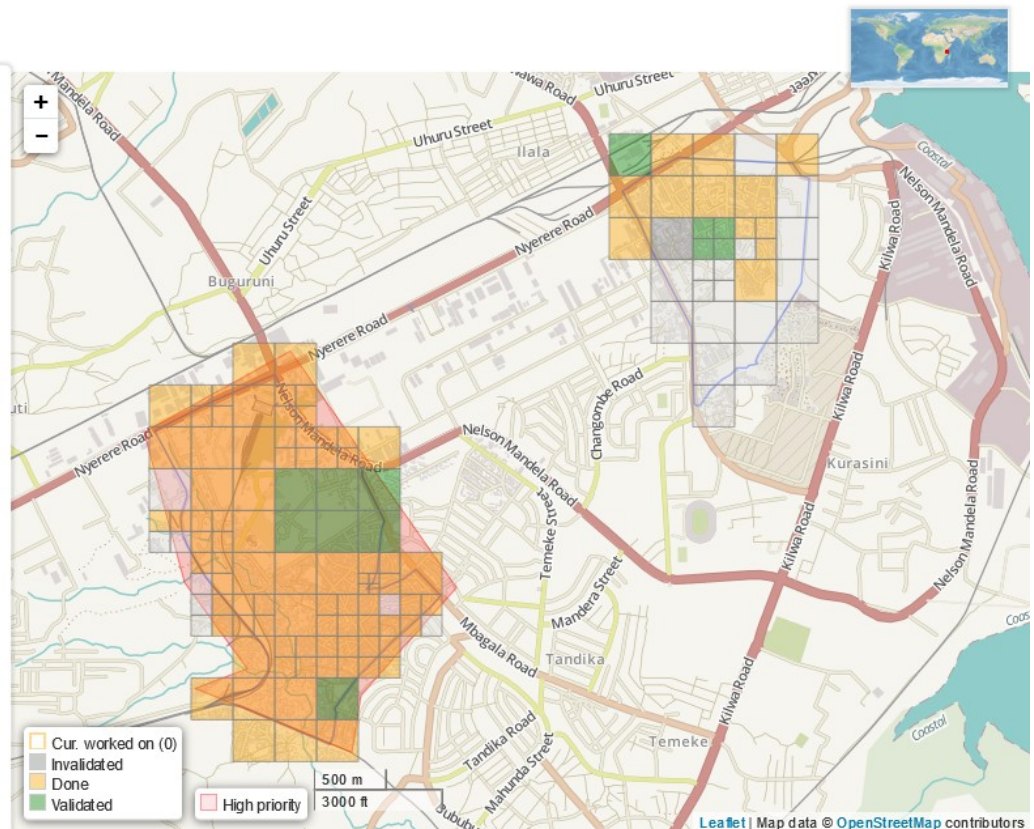 +
−
Mandela Road
Uhuru Street
Uhuru Street
Ilala
Uhuru Street
Nyerere Road
Buguruni
Nyerere Road
Nelson Mandela Road
Nyerere Road
Coastal
Nelson Mandela Road
Kilwa Road
Changombe Road
Kilwa Road
Nelson Mandela Road
Kurasini
Temeke Street
Kilwa Road
Nelson Mandela Road
Mandera Street
Mbagala Road
Tandika
Kilwa Road
Temeke
Tandika Road
Mahunda Street
Coastal
Cur. worked on (0)
Invalidated
Done
Validated
High priority
500 m
3000 ft
Leaflet | Map data © OpenStreetMap contributors